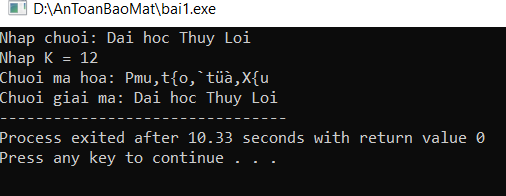 D:\AnToanBaoMat\bai1.exe
Nhap chuoi: Dai hoc Thuy Loi
Nhap K = 12
Chuoi ma hoa: Pmu,t{o,`tüà,X{u
Chuoi giai ma: Dai hoc Thuy Loi
--------------------------------
Process exited after 10.33 seconds with return value 0
Press any key to continue . . .